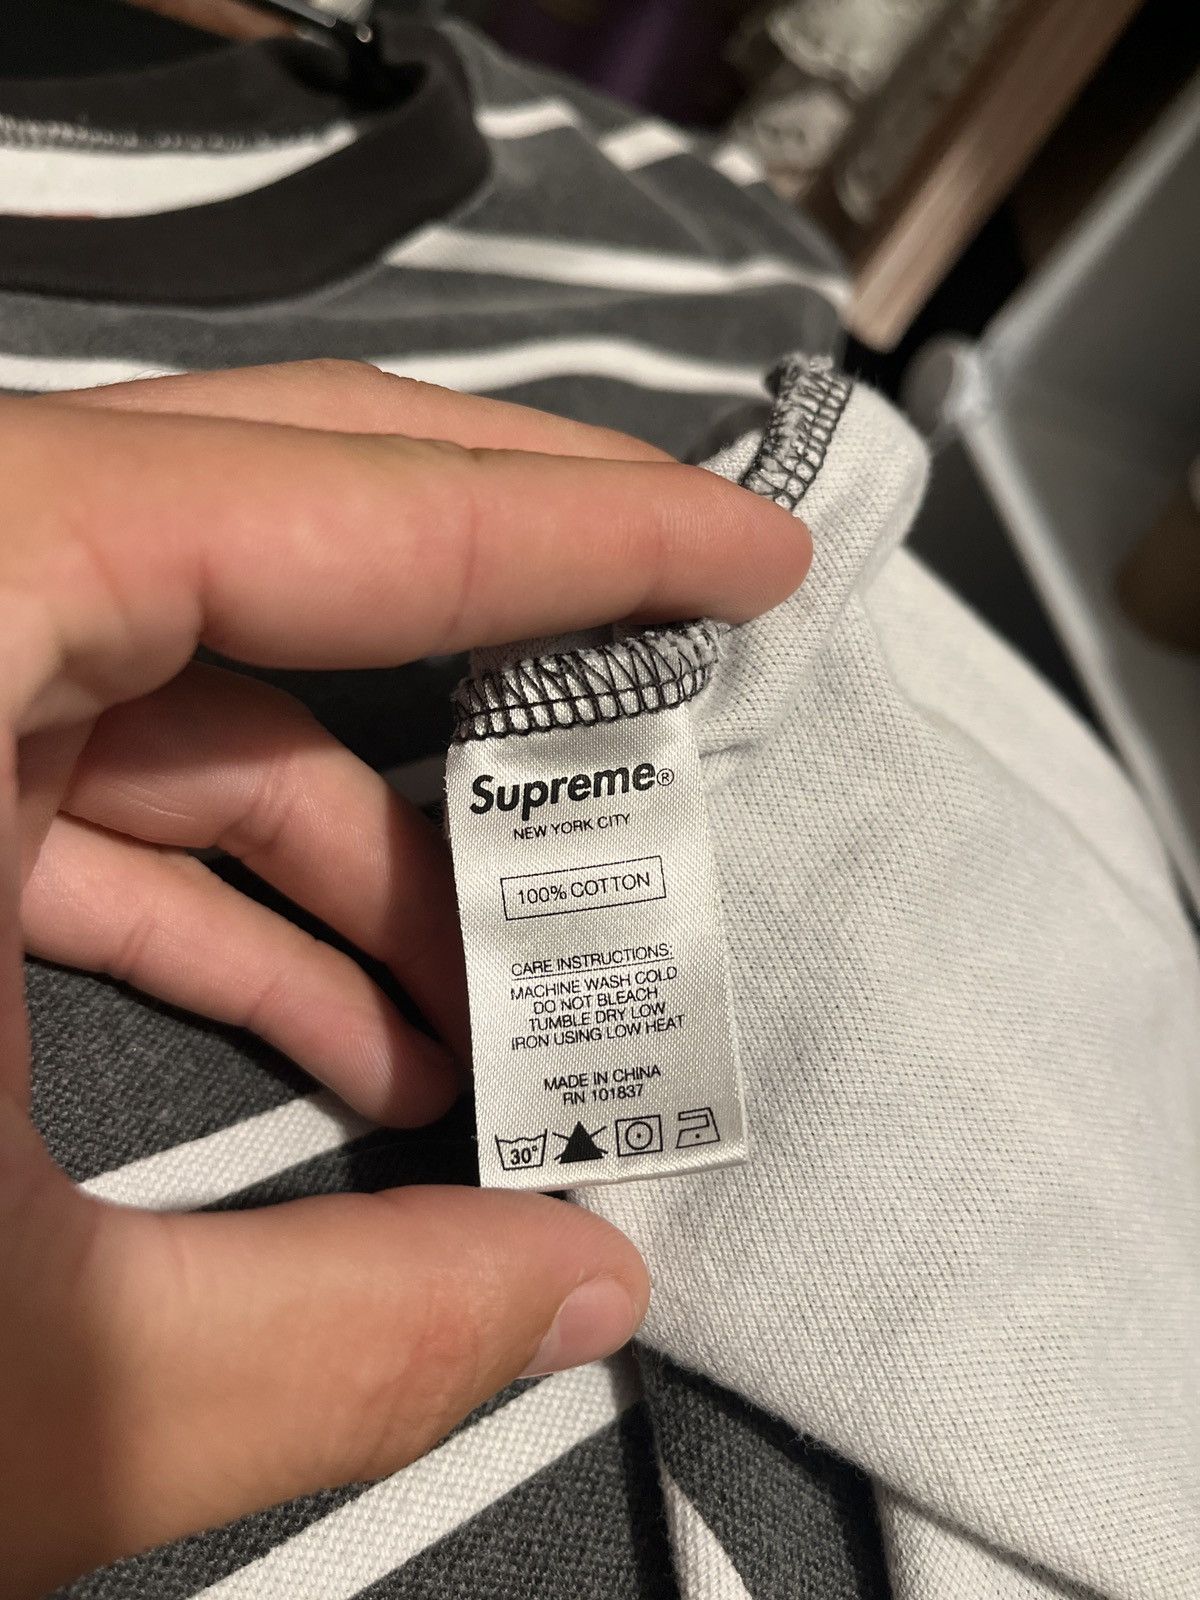 Supreme®
NEW YORK CITY
100% COTTON
CARE INSTRUCTIONS:
MACHINE WASH COLD
DO NOT BLEACH
TUMBLE DRY LOW
IRON USING LOW HEAT
MADE IN CHINA
RN 101837
30°